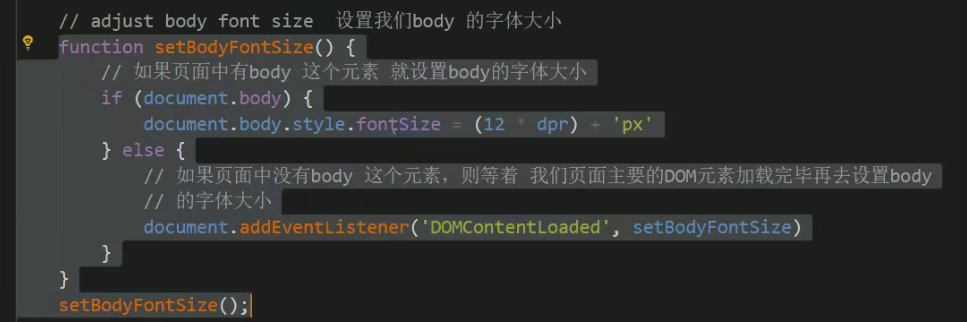 // adjust body font size  设置我们body 的字体大小
function setBodyFontSize() {
// 如果页面中有body 这个元素 就设置body的字体大小
if (document.body) {
document.body.style.fontSize = (12 * dpr) + 'px'
} else {
// 如果页面中没有body 这个元素，则等着 我们页面主要的DOM元素加载完毕再去设置body
// 的字体大小
document.addEventListener('DOMContentLoaded', setBodyFontSize)
}
}
setBodyFontSize();